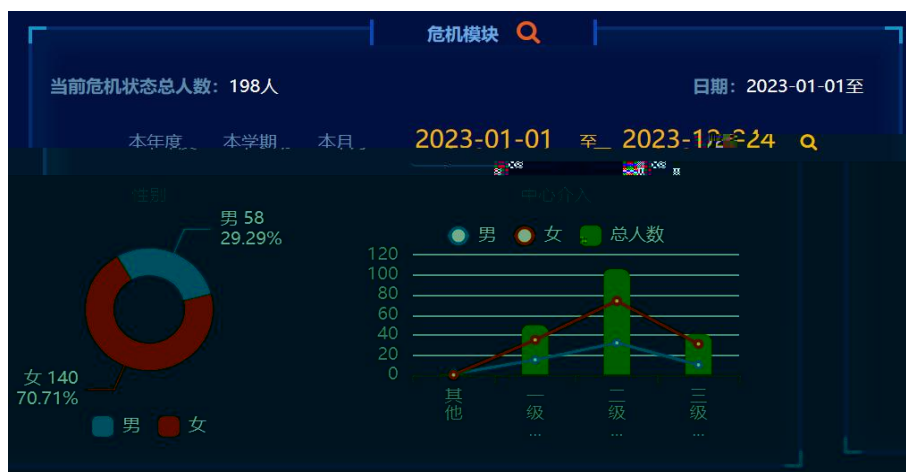 危机模块
当前危机状态总人数：198人
日期：2023-01-01至
本年度 本学期 本月 2023-01-01 至 2023-12-24
性别
中心介入
男 58
29.29%
女 140
70.71%
男 女
男 女 总人数
120
100
80
60
40
20
0
其他 一级... 二级... 三级...